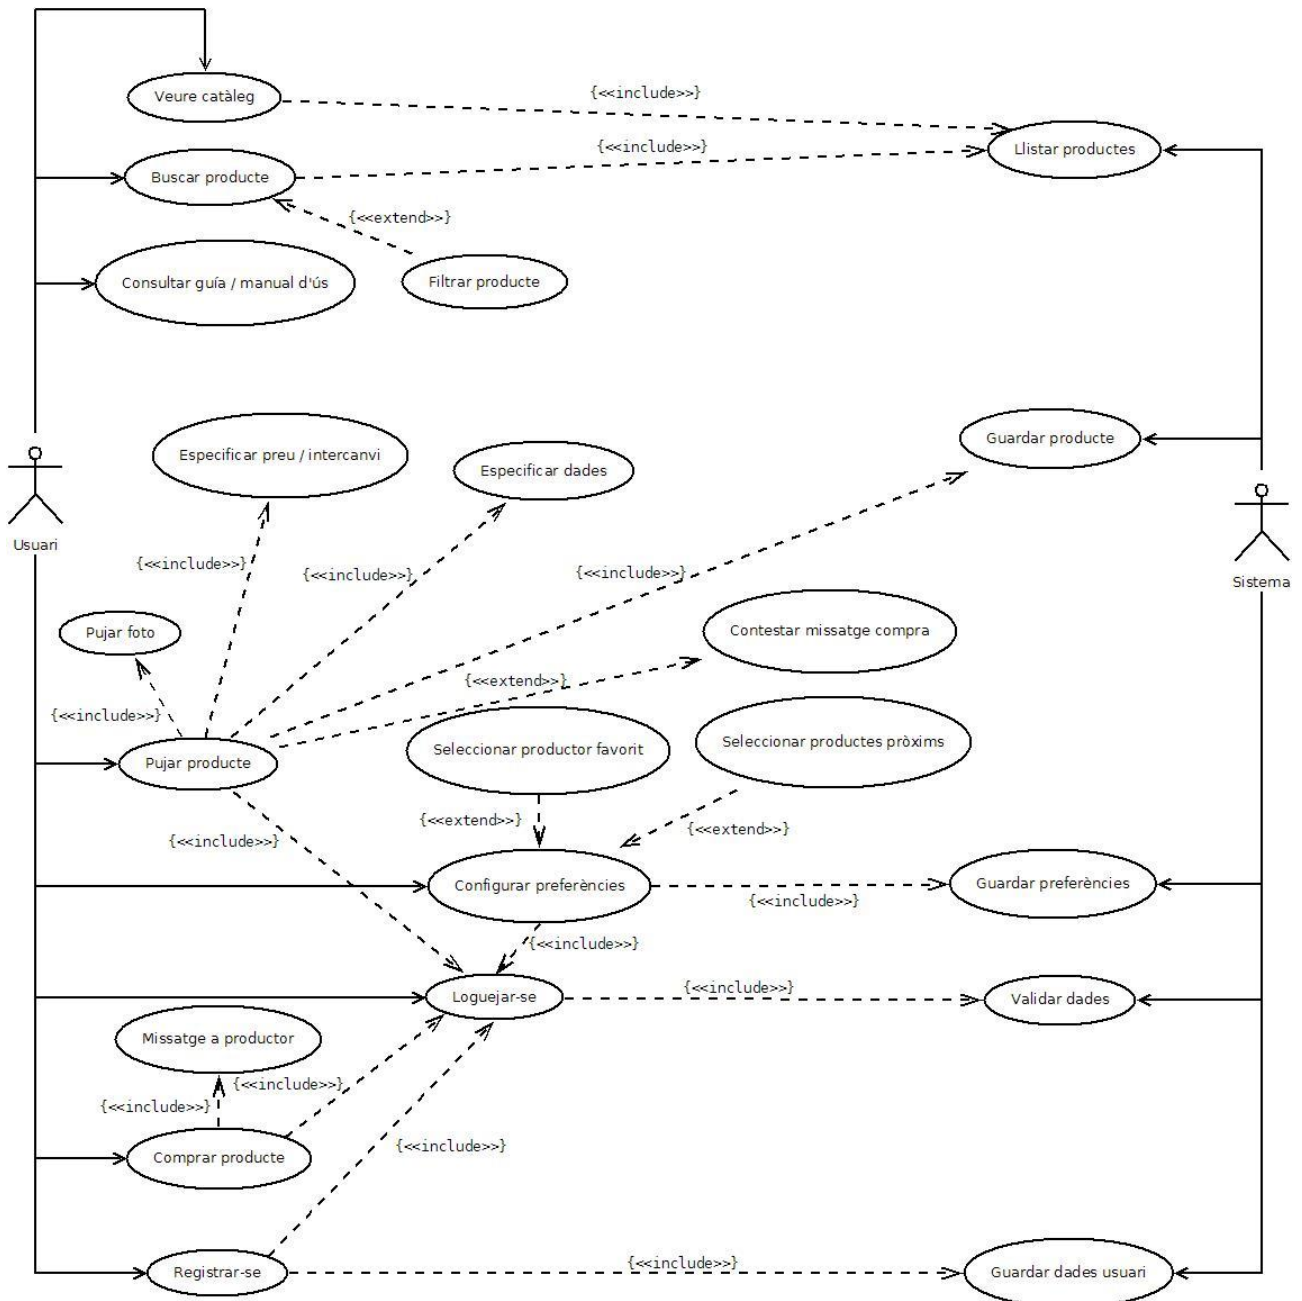 Veure catàleg
{<<include>>}
Llistar productes
{<<include>>}
Buscar producte
{<<extend>>}
Consultar guía / manual d'ús
Filtrar producte
Guardar producte
Especificar preu / intercanvi
Especificar dades
Usuari
Sistema
{<<include>>}
{<<include>>}
{<<include>>}
Pujar foto
Contestar missatge compra
{<<extend>>}
{<<include>>}
Pujar producte
Seleccionar productor favorit
Seleccionar productes pròxims
{<<extend>>}
{<<extend>>}
{<<include>>}
Configurar preferències
Guardar preferències
{<<include>>}
{<<include>>}
Loguejar-se
{<<include>>}
Validar dades
Missatge a productor
{<<include>>}
{<<include>>}
Comprar producte
{<<include>>}
Registrar-se
{<<include>>}
Guardar dades usuari